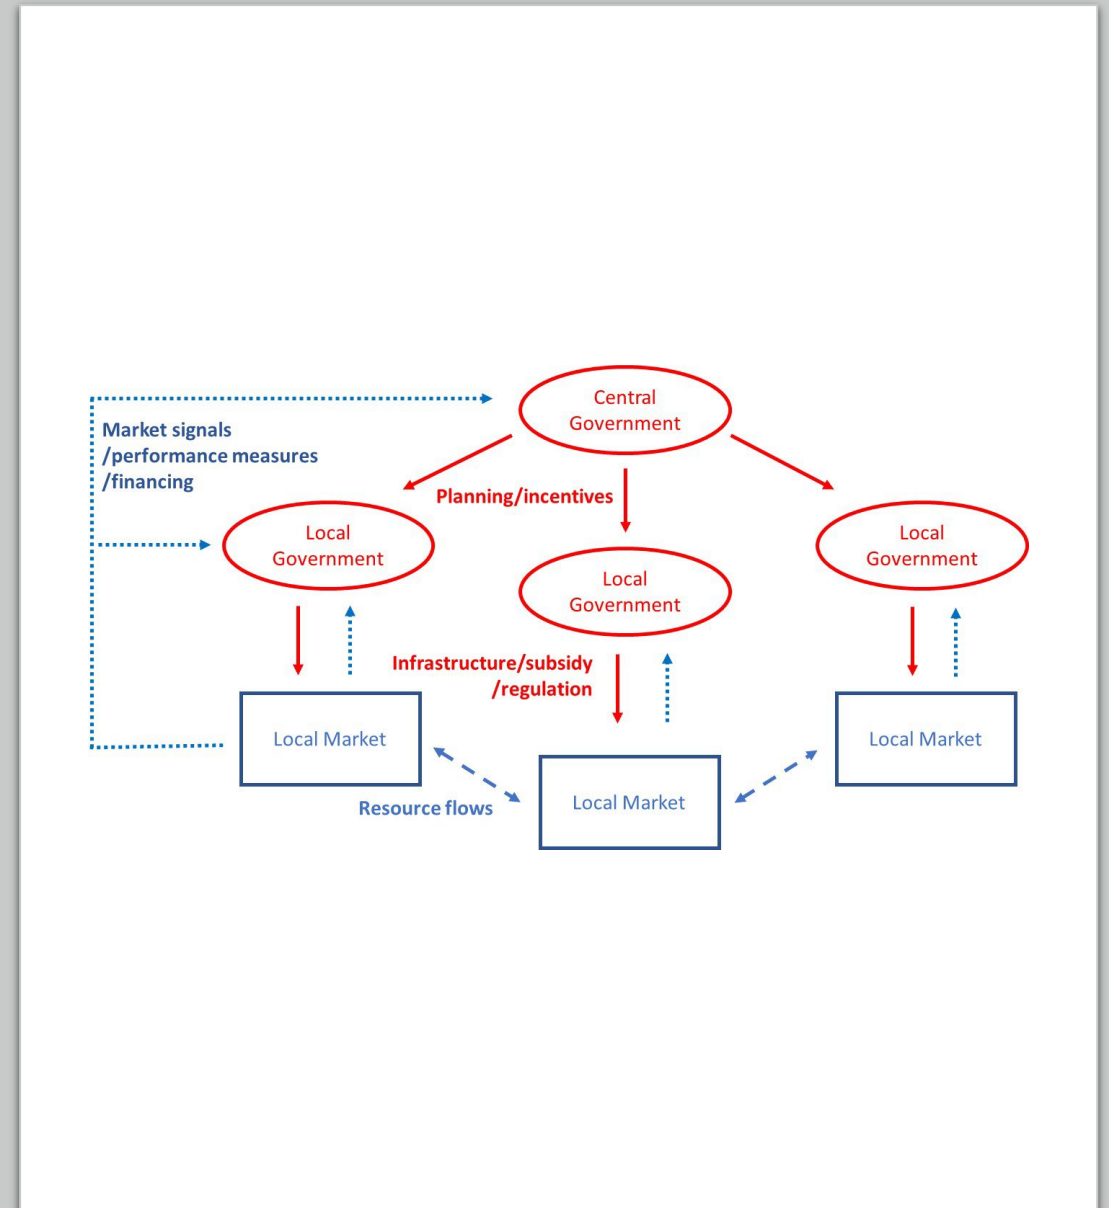 Central
Government
Market signals
/performance measures
/financing
Planning/incentives
Local
Government
Local
Government
Local
Government
Infrastructure/subsidy
/regulation
Local Market
Local Market
Resource flows
Local Market